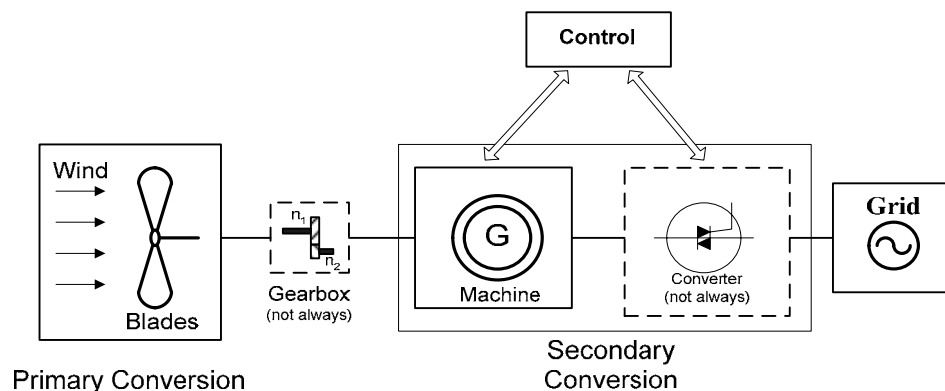 Control
Wind
Blades
n1
n2
Gearbox
(not always)
G
Machine
Converter
(not always)
Grid
Primary Conversion
Secondary
Conversion